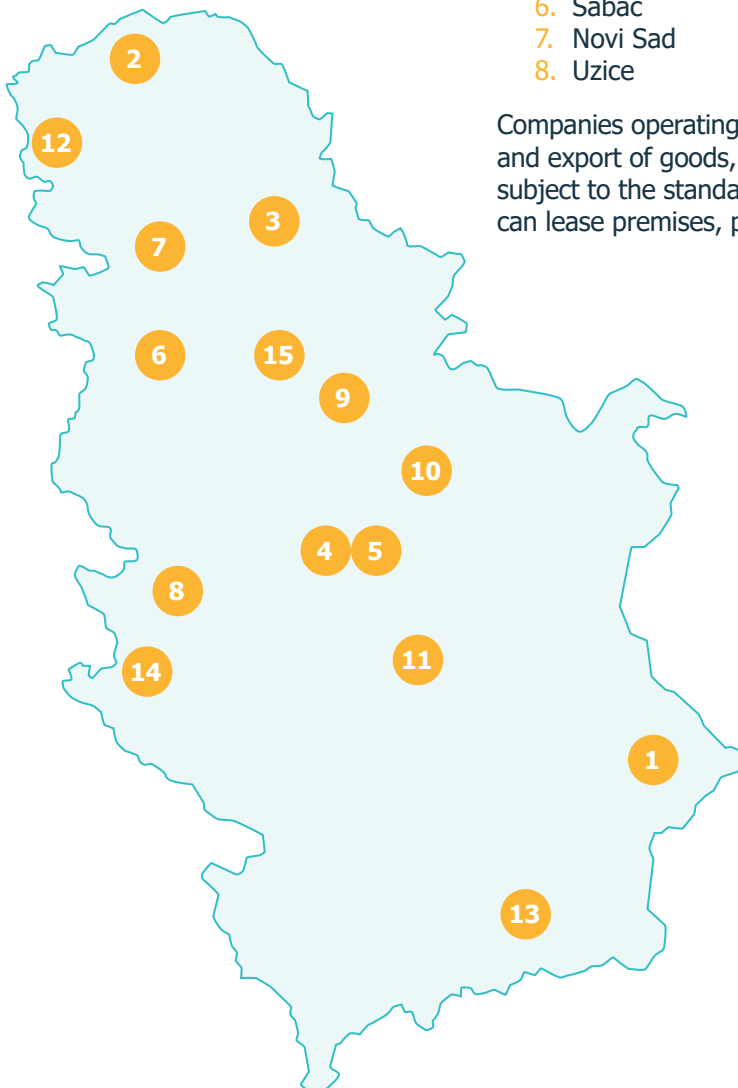 6. Sabac
7. Novi Sad
8. Uzice
Companies operating
and export of goods,
subject to the standa
can lease premises, p
2
12
3
7
6
15
9
10
4 5
8
11
14
1
13